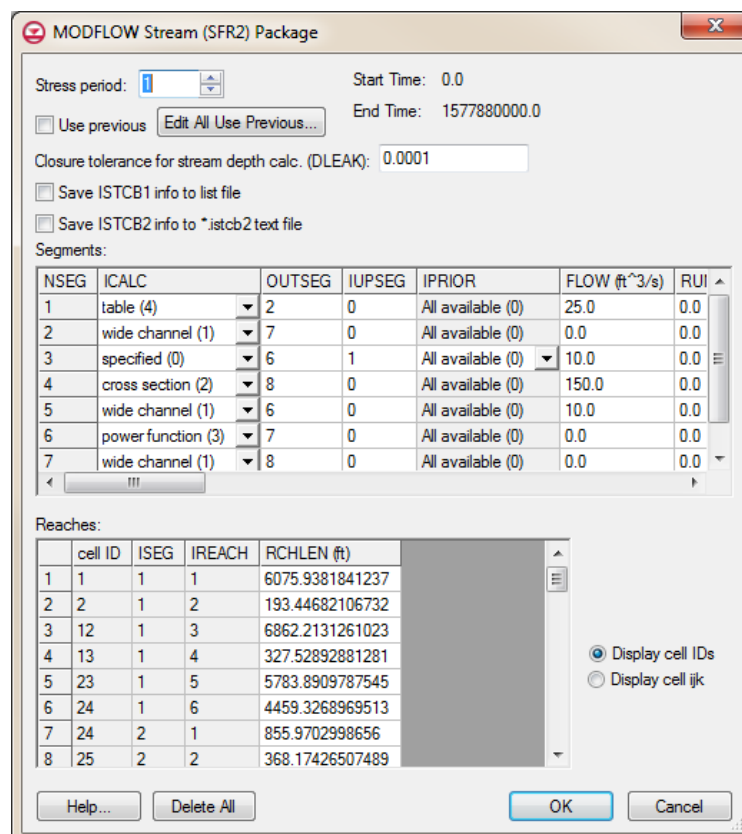 MODFLOW Stream (SFR2) Package
Stress period: 1
Start Time: 0.0
Use previous Edit All Use Previous...
End Time: 1577880000.0
Closure tolerance for stream depth calc. (DLEAK): 0.0001
Save ISTCB1 info to list file
Save ISTCB2 info to *.istcb2 text file
Segments:
NSEG ICALC OUTSEG IUPSEG IPRIOR FLOW (ft^3/s)
1 table (4) 2 0 All available (0) 25.0 0.0
2 wide channel (1) 7 0 All available (0) 0.0 0.0
3 specified (0) 6 1 All available (0) 10.0 0.0
4 cross section (2) 8 0 All available (0) 150.0 0.0
5 wide channel (1) 6 0 All available (0) 10.0 0.0
6 power function (3) 7 0 All available (0) 0.0 0.0
7 wide channel (1) 8 0 All available (0) 0.0 0.0
Reaches:
cell ID ISEG IREACH RCHLEN (ft)
1 1 1 1 6075.9381841237
2 2 1 2 193.44682106732
3 12 1 3 6862.2131261023
4 13 1 4 327.52892881281
5 23 1 5 5783.8909787545
6 24 1 6 4459.3268969513
7 24 2 1 855.9702998656
8 25 2 2 368.17426507489
Display cell IDs
Display cell ijk
Help... Delete All OK Cancel